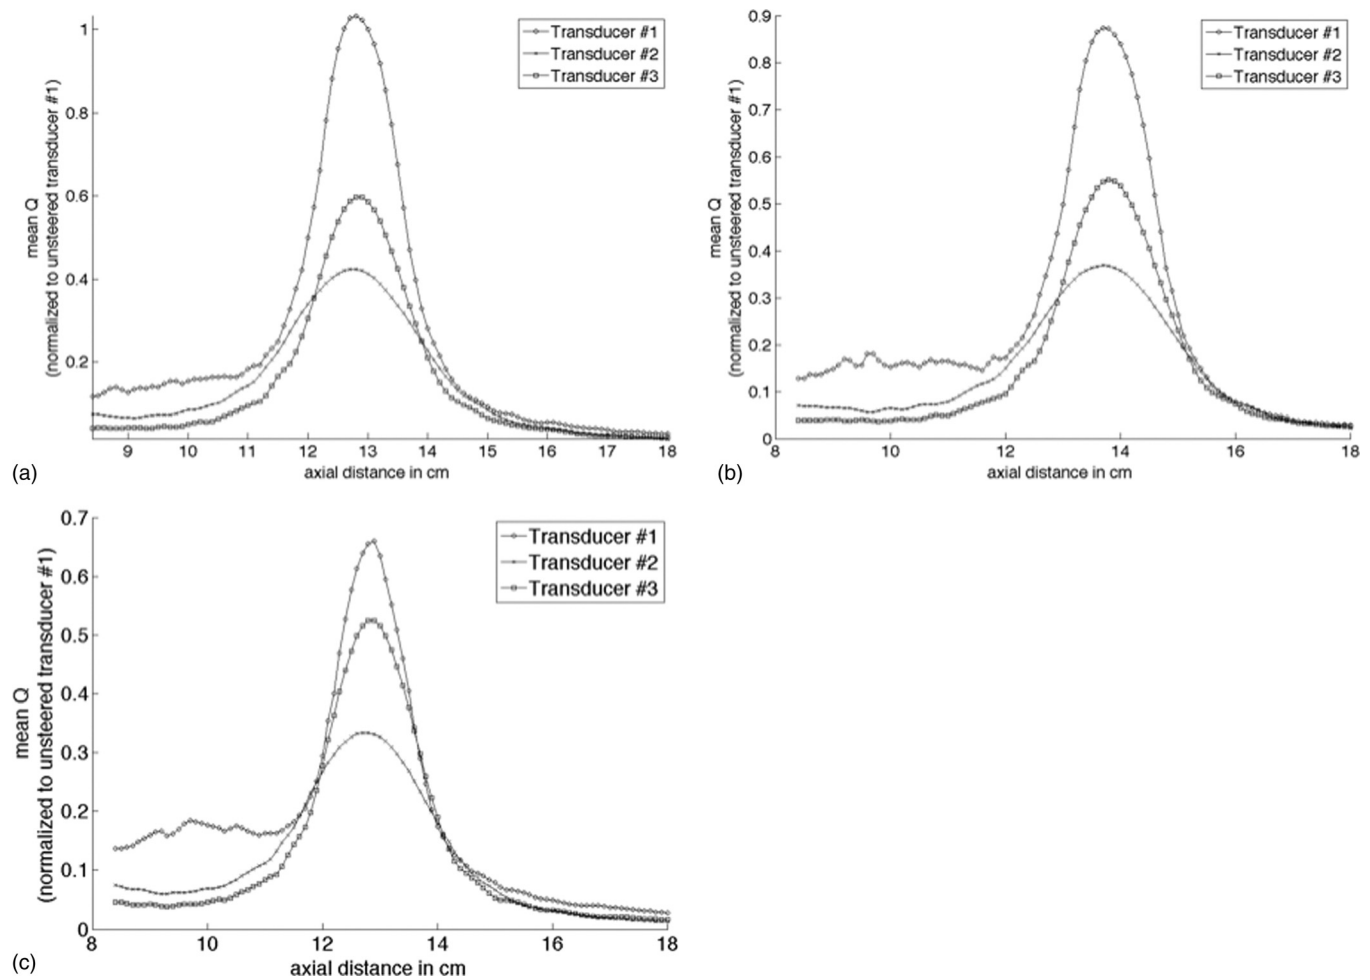 1
0.8
0.6
0.4
0.2
mean Q
(normalized to unsteered transducer #1)
Transducer #1
Transducer #2
Transducer #3
9 10 11 12 13 14 15 16 17 18
axial distance in cm
(a)
0.9
0.8
0.7
0.6
0.5
0.4
0.3
0.2
0.1
0
mean Q
(normalized to unsteered transducer #1)
Transducer #1
Transducer #2
Transducer #3
8 10 12 14 16 18
axial distance in cm
(b)
0.7
0.6
0.5
0.4
0.3
0.2
0.1
0
mean Q
(normalized to unsteered transducer #1)
Transducer #1
Transducer #2
Transducer #3
8 10 12 14 16 18
axial distance in cm
(c)